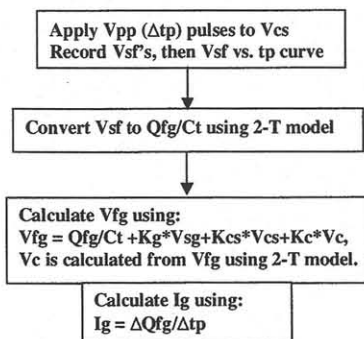 Apply Vpp (Δtp) pulses to Vcs
Record Vsf's, then Vsf vs. tp curve
Convert Vsf to Qfg/Ct using 2-T model
Calculate Vfg using:
Vfg = Qfg/Ct +Kg*Vsg+Kcs*Vcs+Kc*Vc,
Vc is calculated from Vfg using 2-T model.
Calculate Ig using:
Ig = ΔQfg/Δtp